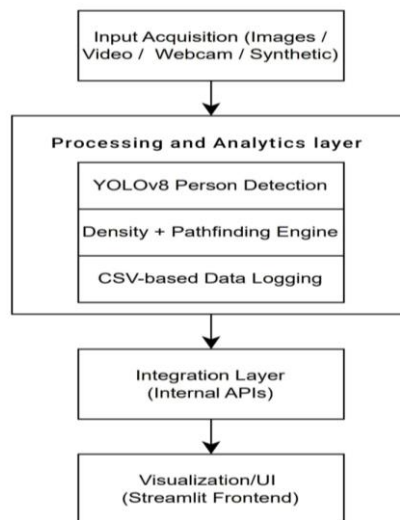 Input Acquisition (Images /
Video / Webcam / Synthetic)
Processing and Analytics layer
YOLOv8 Person Detection
Density + Pathfinding Engine
CSV-based Data Logging
Integration Layer
(Internal APIs)
Visualization/UI
(Streamlit Frontend)